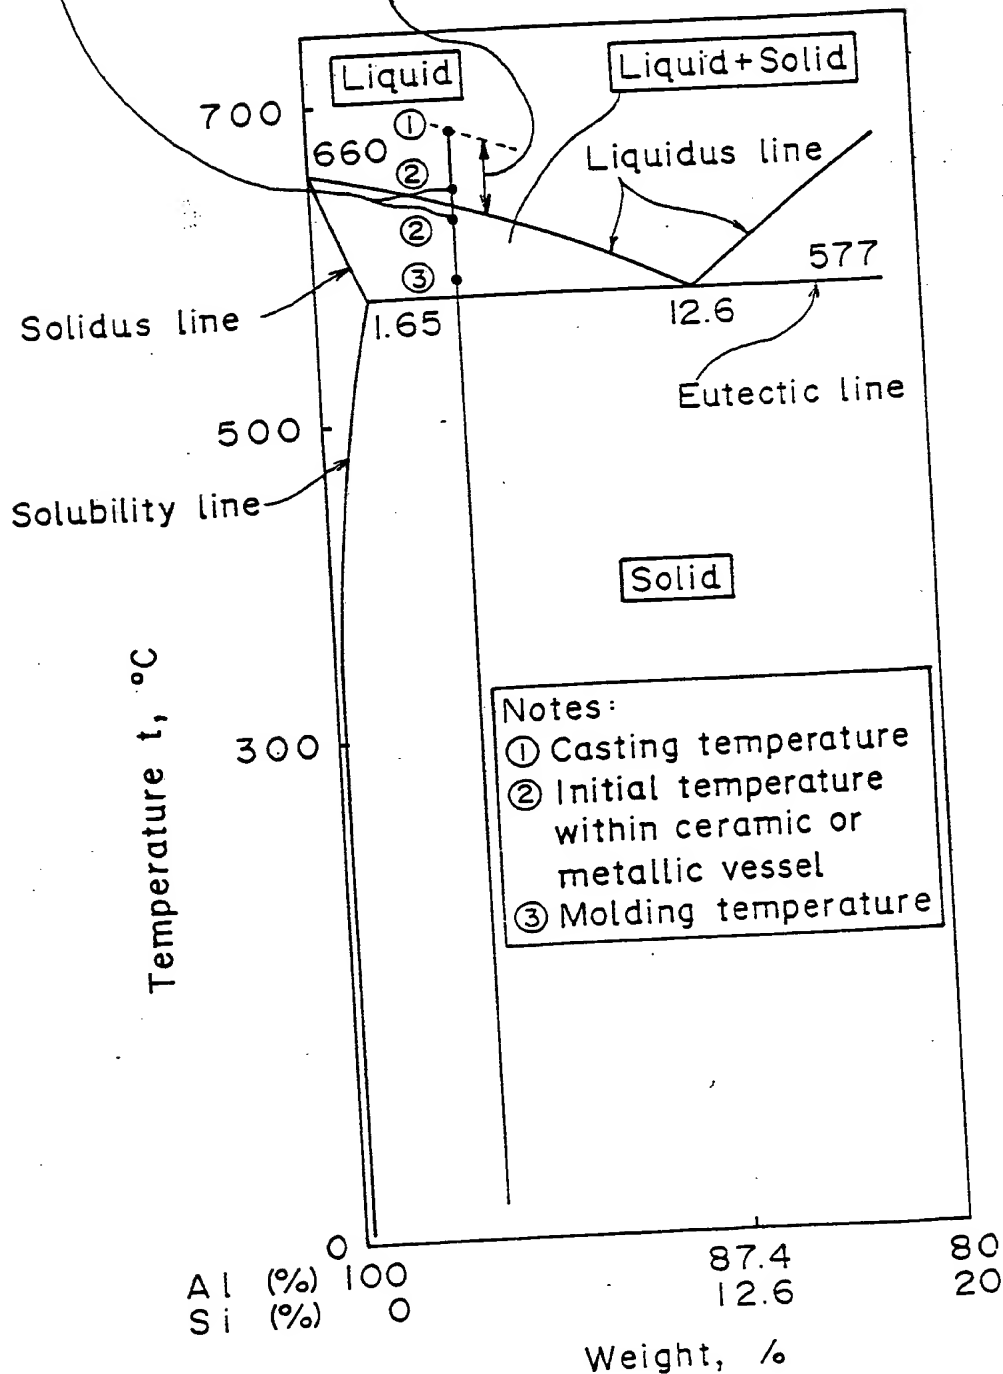 Liquid
Liquid+Solid
700
①
660
Liquidus line
②
②
③
577
Solidus line
1.65
12.6
Eutectic line
500
Solubility line
Solid
Temperature t, °C
300
Notes:
① Casting temperature
② Initial temperature
within ceramic or
metallic vessel
③ Molding temperature
0
Al (%) 100 87.4 80
Si (%) 0 12.6 20
Weight, %